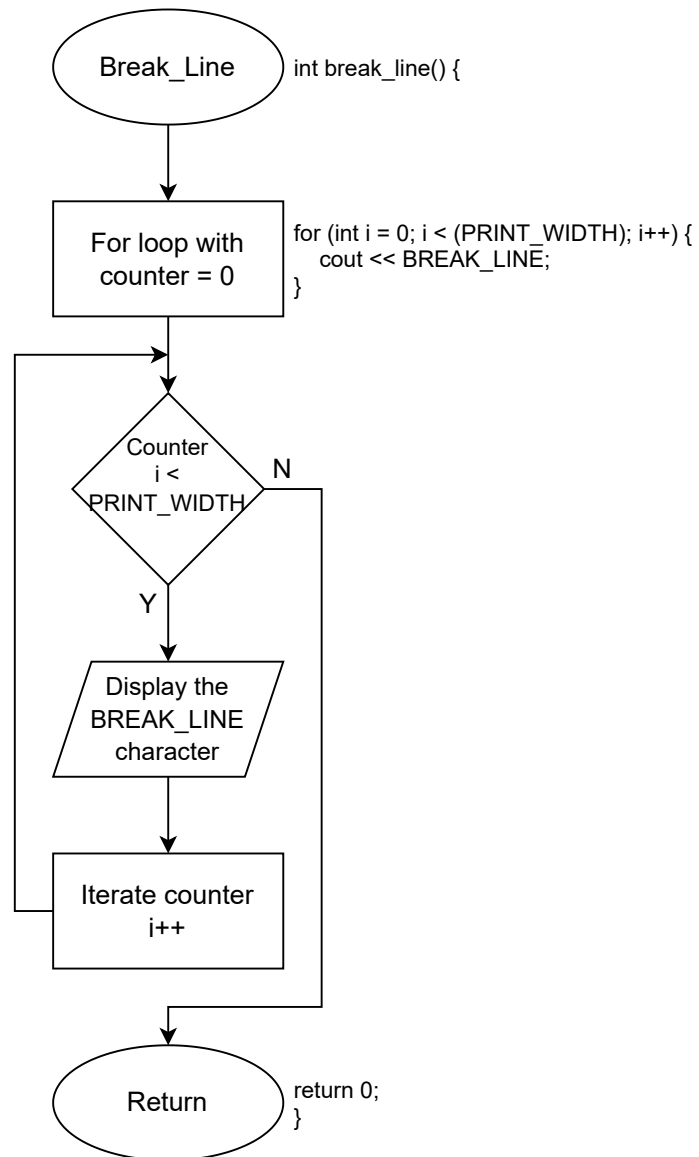 Break_Line
int break_line() {
For loop with
counter = 0
for (int i = 0; i < (PRINT_WIDTH); i++) {
cout << BREAK_LINE;
}
Counter
i <
PRINT_WIDTH
N
Y
Display the
BREAK_LINE
character
Iterate counter
i++
Return
return 0;
}